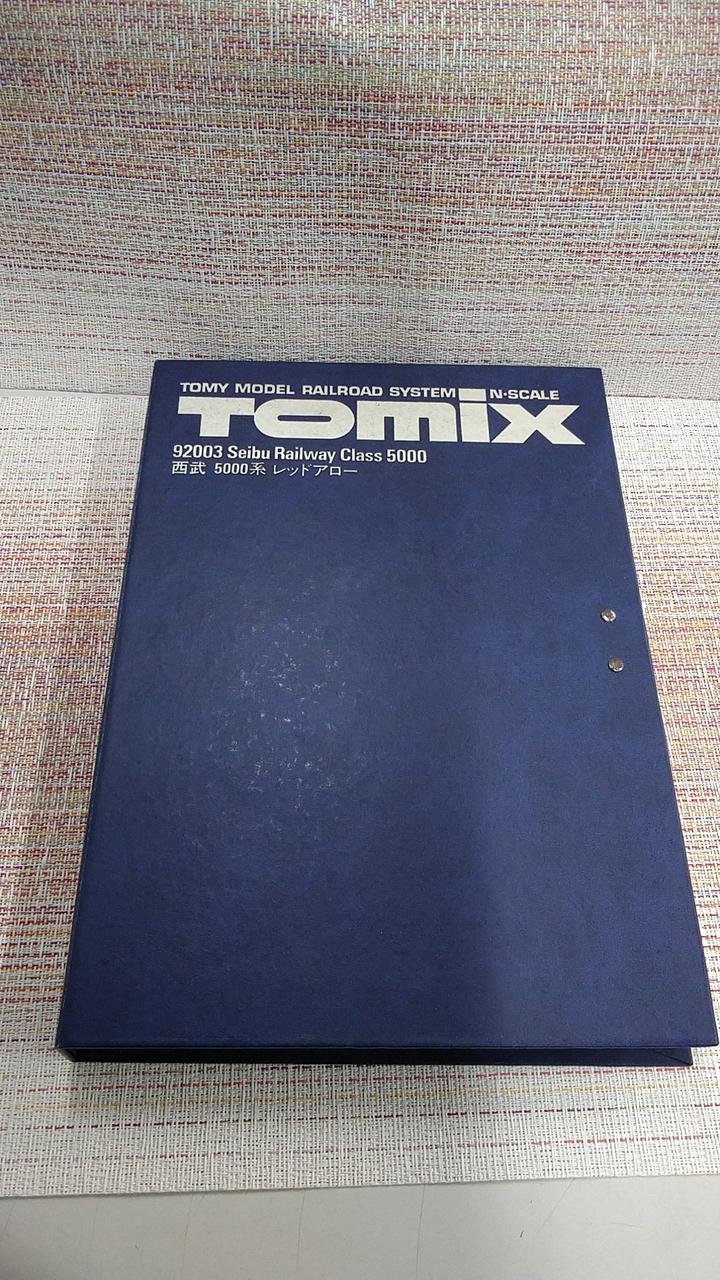 TOMY MODEL RAILROAD SYSTEM N·SCALE
TOMIX
92003 Seibu Railway Class 5000
西武 5000系 レッドアロー